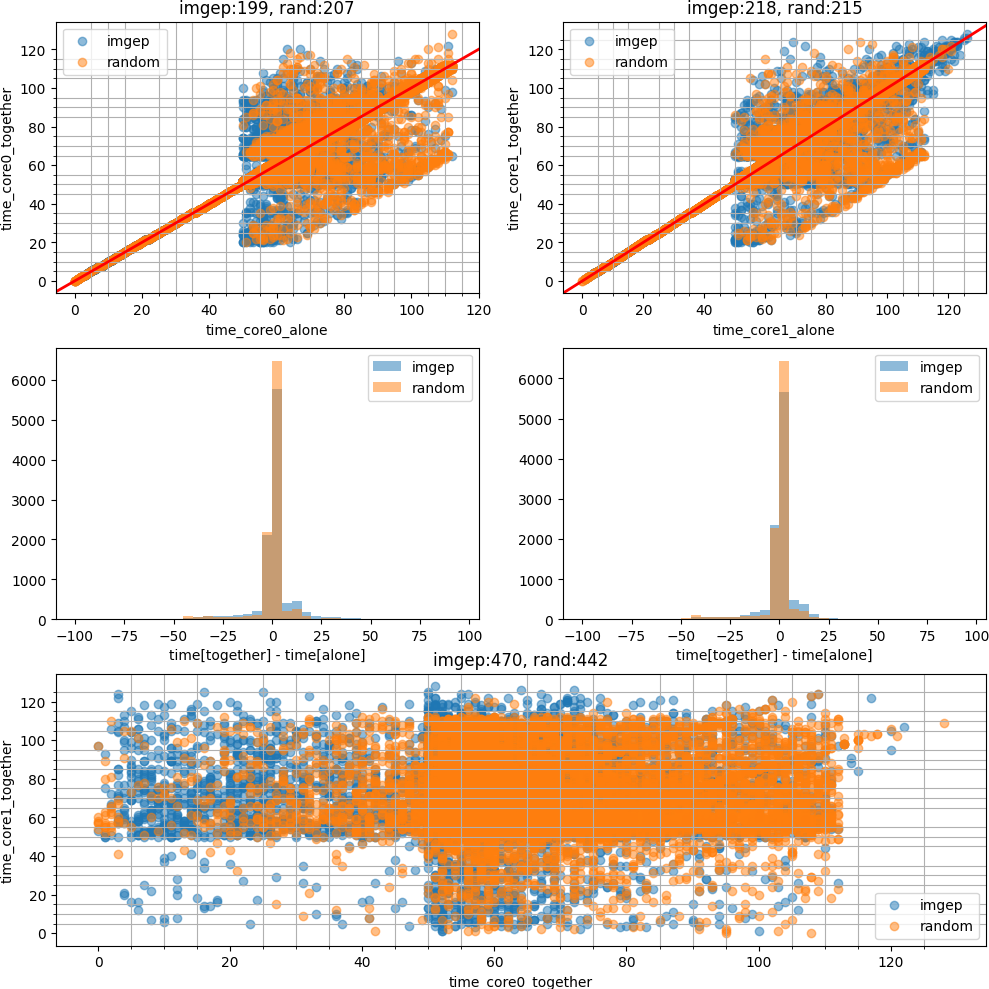 imgep:199, rand:207
imgep
random
120
100
80
60
40
20
0
time_core0_together
0 20 40 60 80 100 120
time_core0_alone
imgep:218, rand:215
imgep
random
120
100
80
60
40
20
0
time_core1_together
0 20 40 60 80 100 120
time_core1_alone
imgep
random
6000
5000
4000
3000
2000
1000
0
−100 −75 −50 −25 0 25 50 75 100
time[together] - time[alone]
imgep
random
6000
5000
4000
3000
2000
1000
0
−100 −75 −50 −25 0 25 50 75 100
time[together] - time[alone]
imgep:470, rand:442
120
100
80
60
40
20
0
time_core1_together
imgep
random
0 20 40 60 80 100 120
time_core0_together